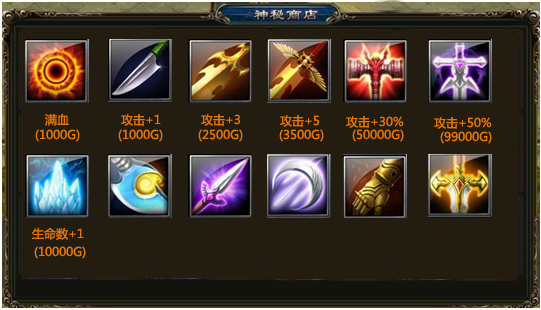 神秘商店
满血 攻击+1 攻击+3 攻击+5 攻击+30% 攻击+50%
(1000G) (1000G) (2500G) (3500G) (50000G) (99000G)
生命数+1
(10000G)